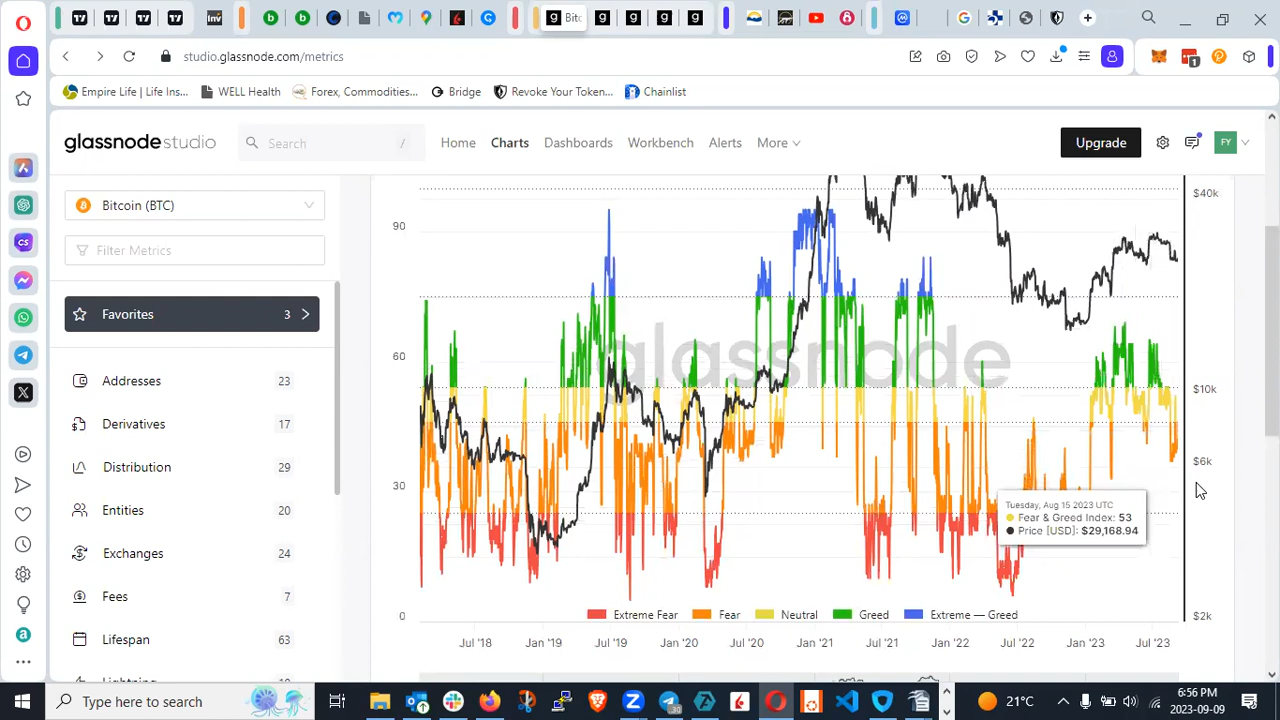 Inv
Bitc
studio.glassnode.com/metrics
1
Empire Life | Life Ins...
WELL Health
Forex, Commodities...
Bridge
Revoke Your Token...
Chainlist
glassnode studio
Search
/
Home
Charts
Dashboards
Workbench
Alerts
More
Upgrade
FY
Bitcoin (BTC)
Filter Metrics
Favorites 3
Addresses 23
Derivatives 17
Distribution 29
Entities 20
Exchanges 24
Fees 7
Lifespan 63
glassnode
90
60
30
0
$40k
$10k
$6k
$2k
Tuesday, Aug 15 2023 UTC
Fear & Greed Index: 53
Price [USD]: $29,168.94
Extreme Fear
Fear
Neutral
Greed
Extreme — Greed
Jul '18
Jan '19
Jul '19
Jan '20
Jul '20
Jan '21
Jul '21
Jan '22
Jul '22
Jan '23
Jul '23
Type here to search
21°C
6:56 PM
2023-09-09